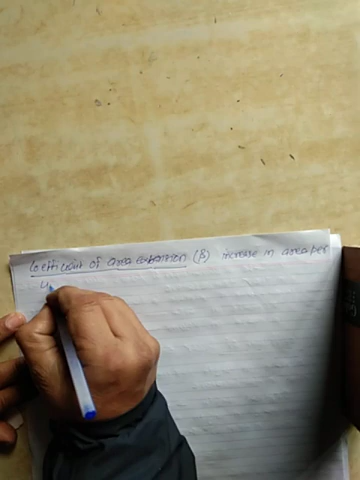 Coefficient of area expansion (β) increase in area per